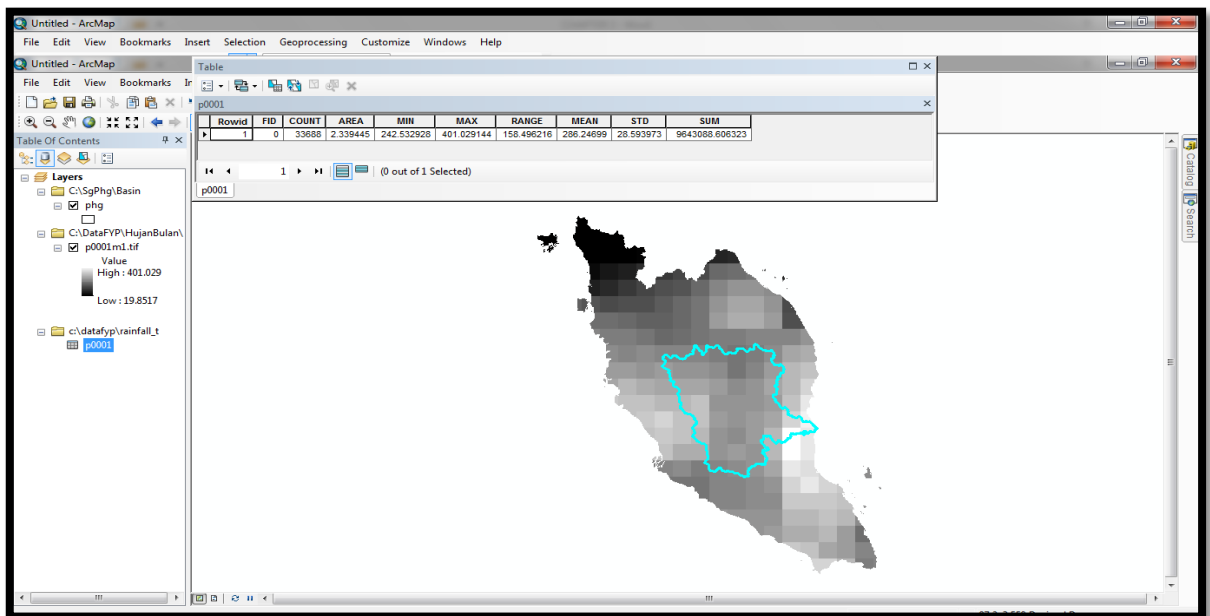 Untitled - ArcMap
File Edit View Bookmarks Insert Selection Geoprocessing Customize Windows Help
Untitled - ArcMap
File Edit View Bookmarks Ir
Table
p0001
Rowid FID COUNT AREA MIN MAX RANGE MEAN STD SUM
1 0 33688 2.339445 242.532928 401.029144 158.496216 286.24699 28.593973 9643088.606323
1 (0 out of 1 Selected)
p0001
Table Of Contents
Layers
C:\SgPhg\Basin
phg
C:\DataFYP\HujanBulan\
p0001m1.tif
Value
High : 401.029
Low : 19.8517
c:\datafyp\rainfall_t
p0001
Catalog
Search